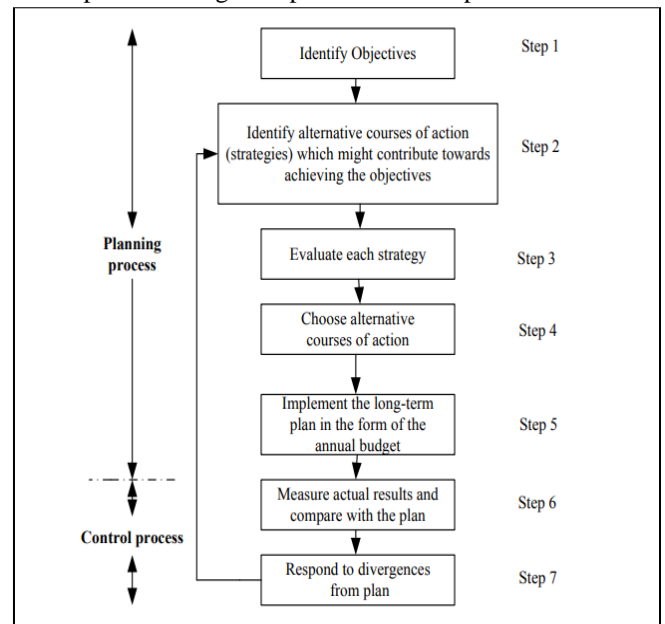 Identify Objectives
Step 1
Identify alternative courses of action
(strategies) which might contribute towards
achieving the objectives
Step 2
Planning
process
Evaluate each strategy
Step 3
Choose alternative
courses of action
Step 4
Implement the long-term
plan in the form of the
annual budget
Step 5
Measure actual results and
compare with the plan
Step 6
Control process
Respond to divergences
from plan
Step 7